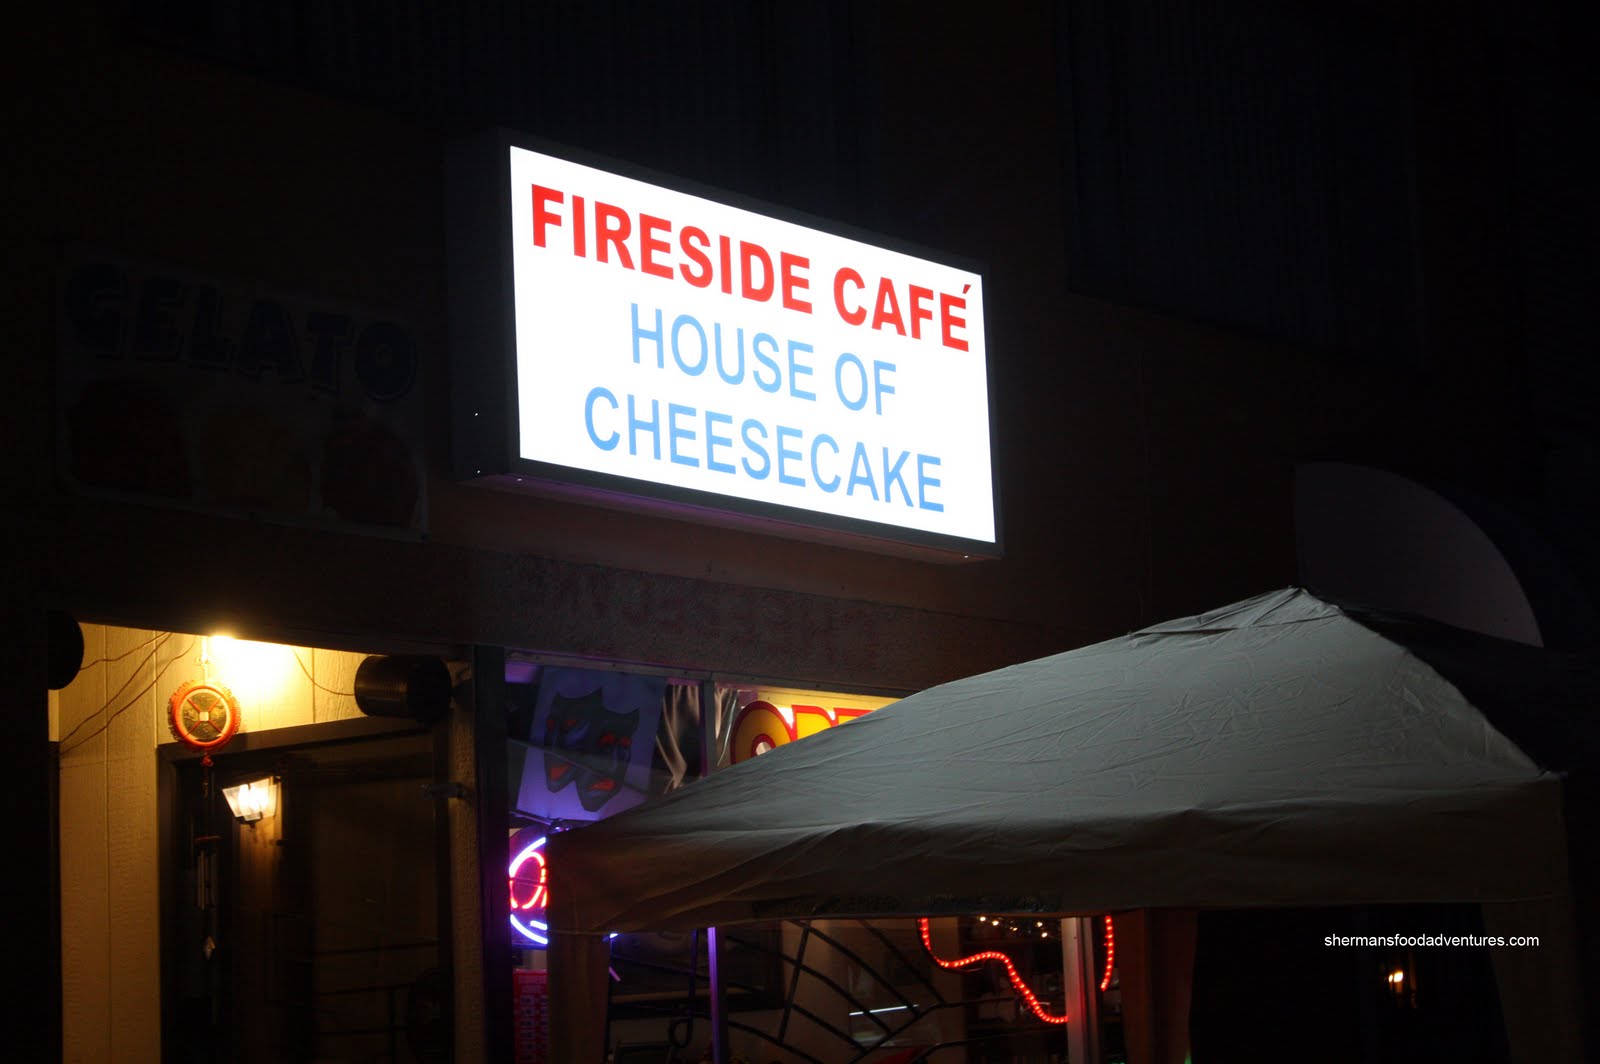 GELATO
FIRESIDE CAFÉ
HOUSE OF
CHEESECAKE
shermansfoodadventures.com